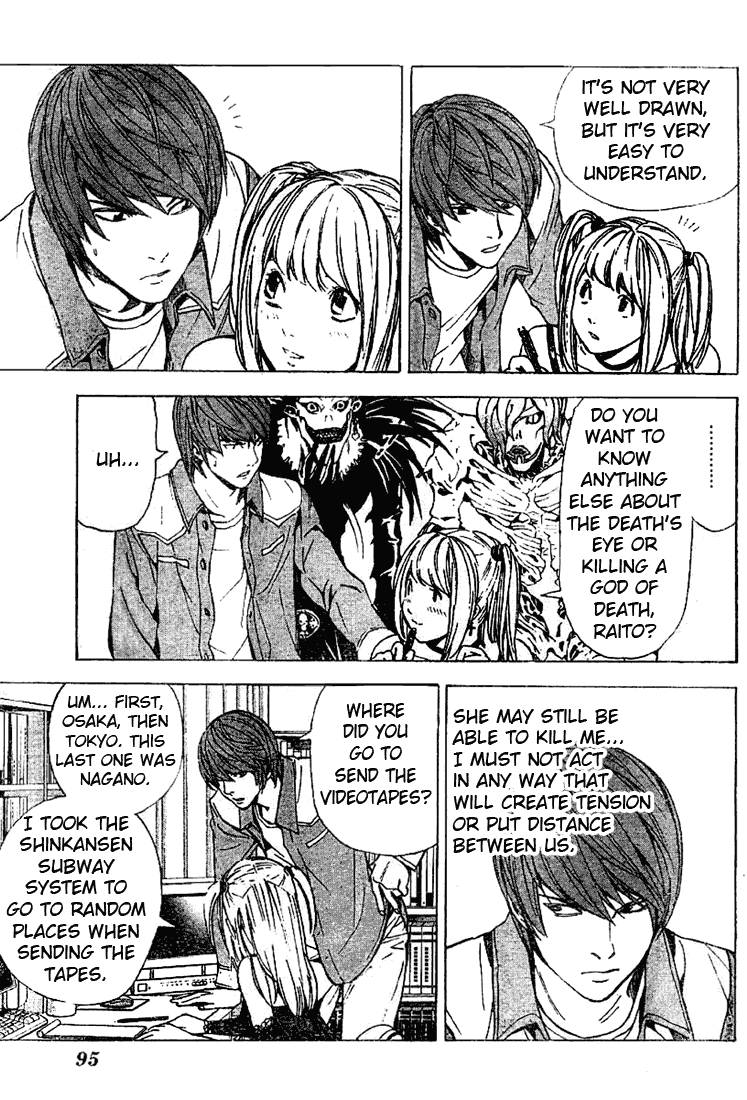 IT'S NOT VERY
WELL DRAWN,
BUT IT'S VERY
EASY TO
UNDERSTAND.
DO YOU
WANT TO
KNOW
ANYTHING
ELSE ABOUT
THE DEATH'S
EYE OR
KILLING A
GOD OF
DEATH,
RAITO?
UH...
SHE MAY STILL BE
ABLE TO KILL ME...
I MUST NOT ACT
IN ANY WAY THAT
WILL CREATE TENSION
OR PUT DISTANCE
BETWEEN US.
WHERE
DID YOU
GO TO
SEND THE
VIDEOTAPES?
UM... FIRST,
OSAKA, THEN
TOKYO. THIS
LAST ONE WAS
NAGANO.
I TOOK THE
SHINKANSEN
SUBWAY
SYSTEM TO
GO TO RANDOM
PLACES WHEN
SENDING THE
TAPES.
95